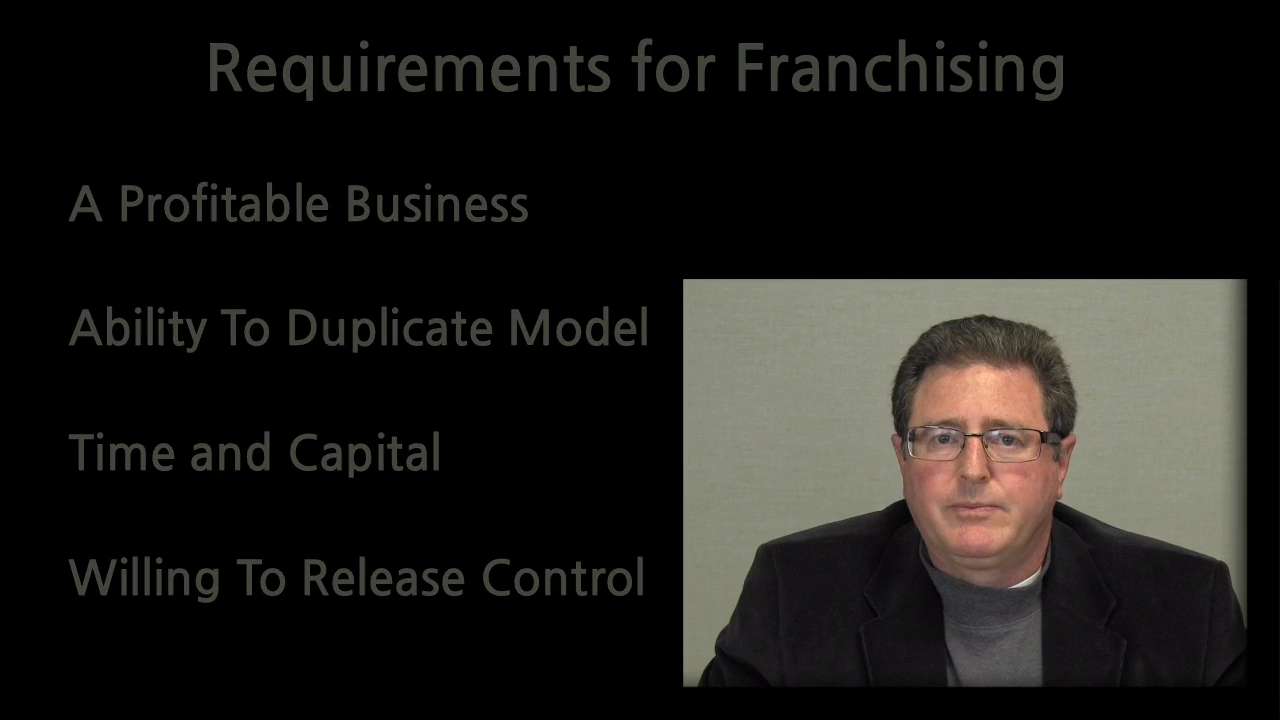 Requirements for Franchising
A Profitable Business
Ability To Duplicate Model
Time and Capital
Willing To Release Control